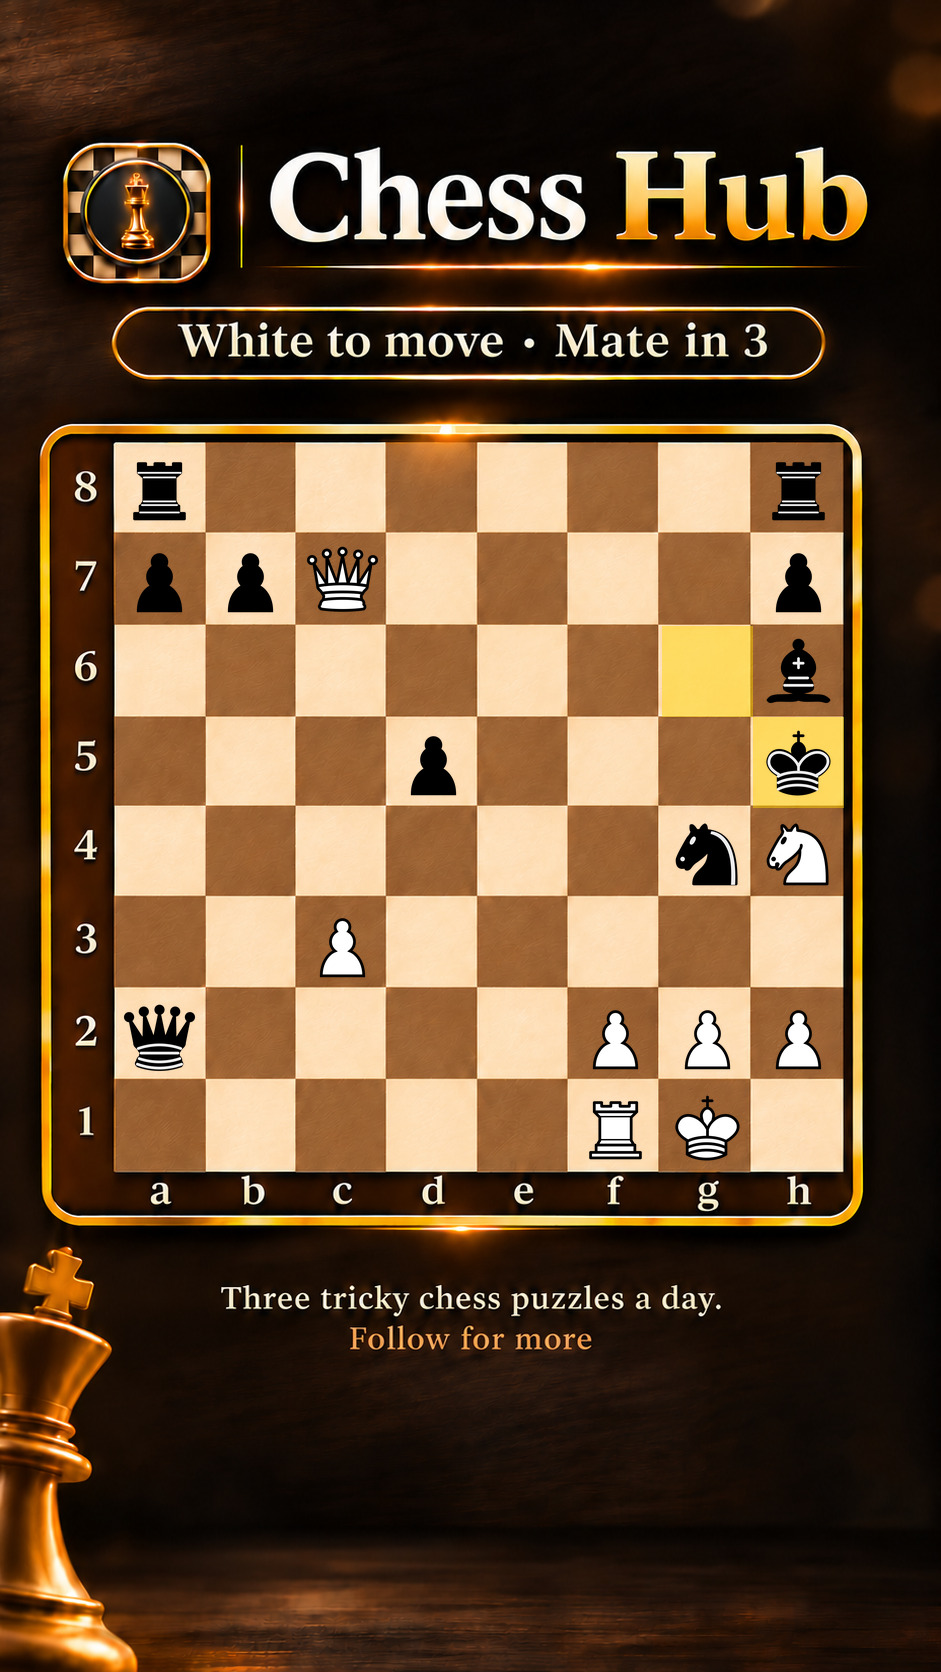 Chess Hub
White to move • Mate in 3
8
7
6
5
4
3
2
1
a b c d e f g h
Three tricky chess puzzles a day.
Follow for more